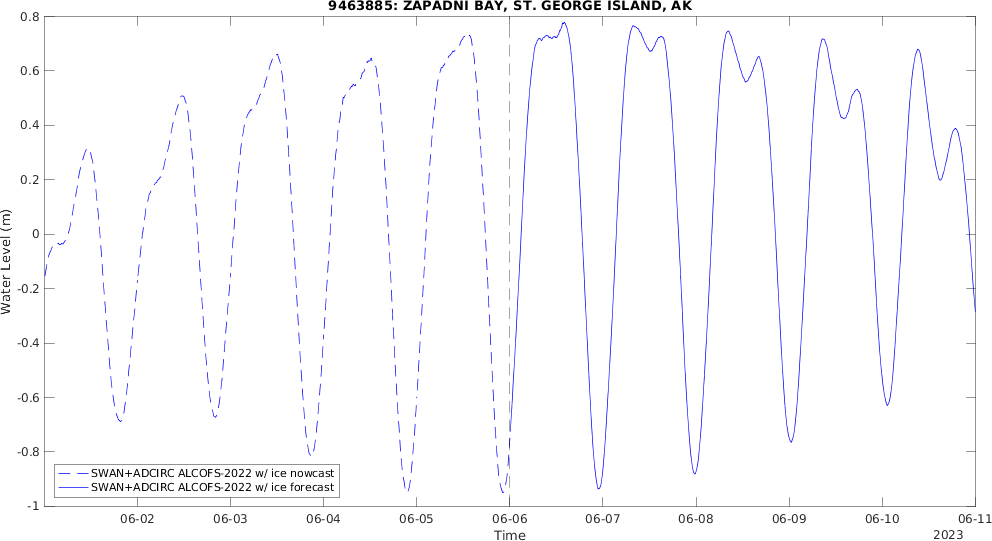 9463885: ZAPADNI BAY, ST. GEORGE ISLAND, AK
0.8
0.6
0.4
0.2
0
-0.2
-0.4
-0.6
-0.8
-1
Water Level (m)
SWAN+ADCIRC ALCOFS-2022 w/ ice nowcast
SWAN+ADCIRC ALCOFS-2022 w/ ice forecast
06-02 06-03 06-04 06-05 06-06 06-07 06-08 06-09 06-10 06-11
Time
2023